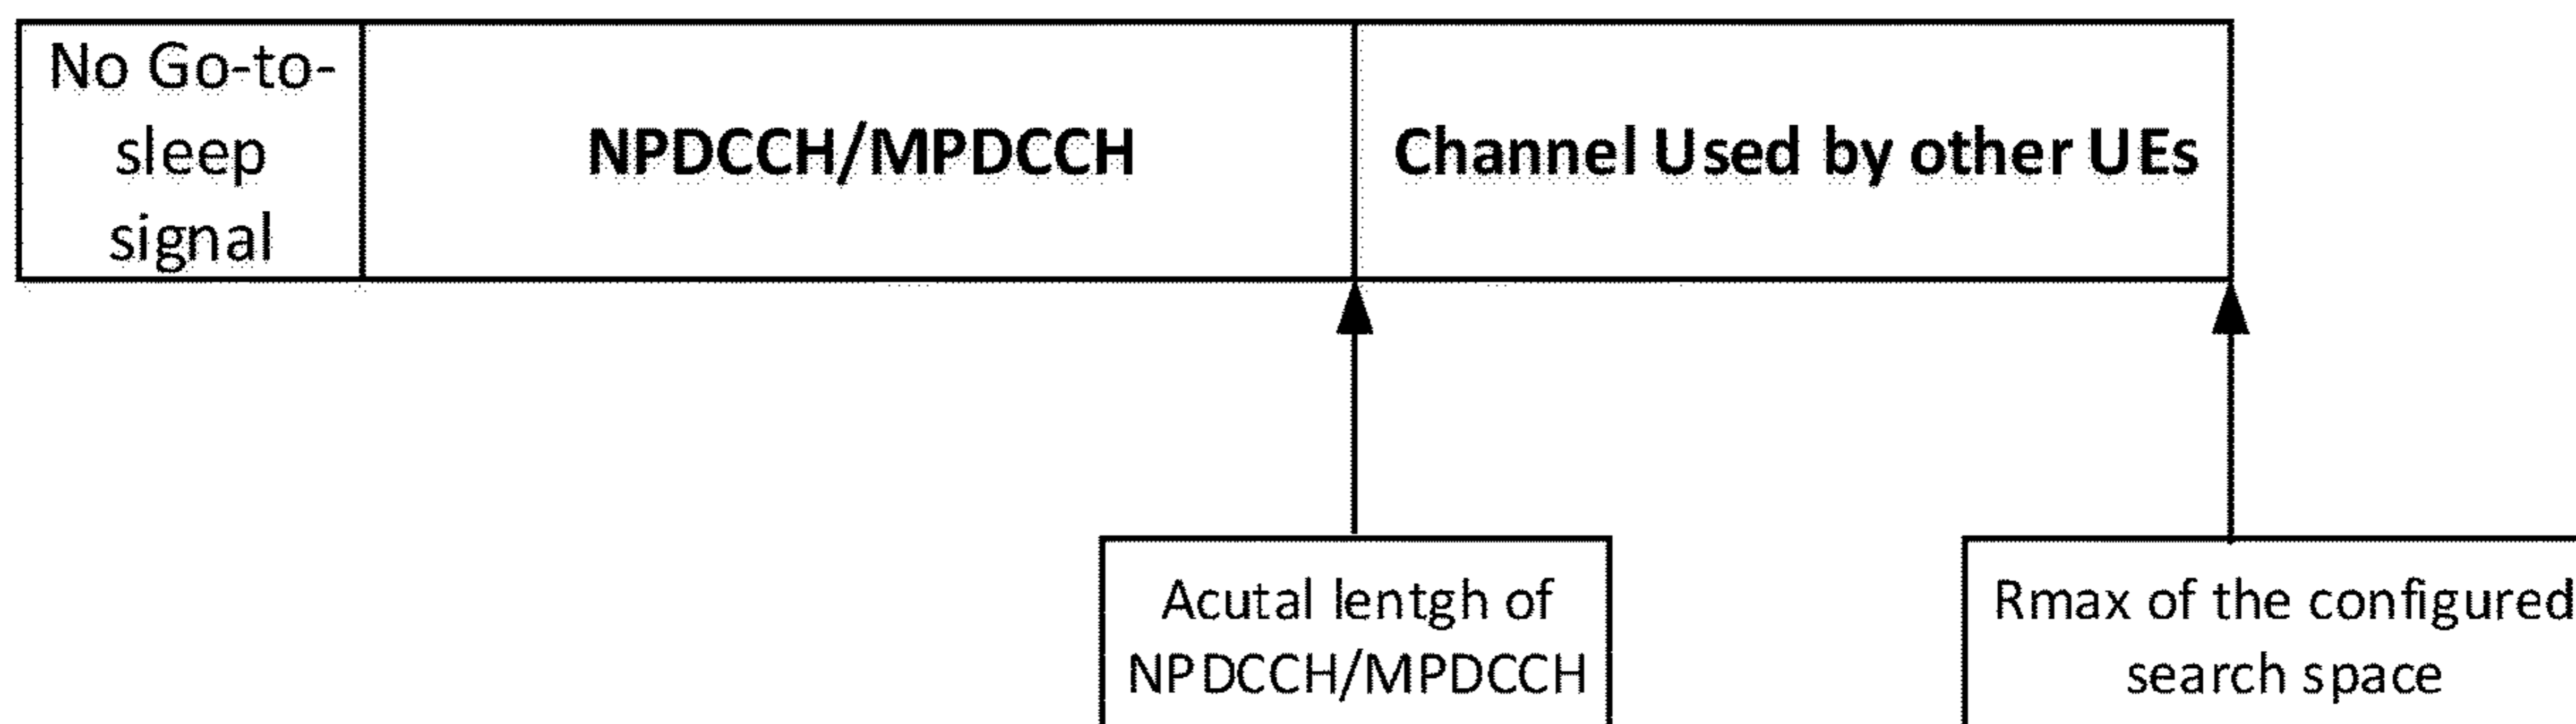 No Go-to-
sleep
signal
NPDCCH/MPDCCH
Channel Used by other UEs
Acutal lentgh of
NPDCCH/MPDCCH
Rmax of the configured
search space